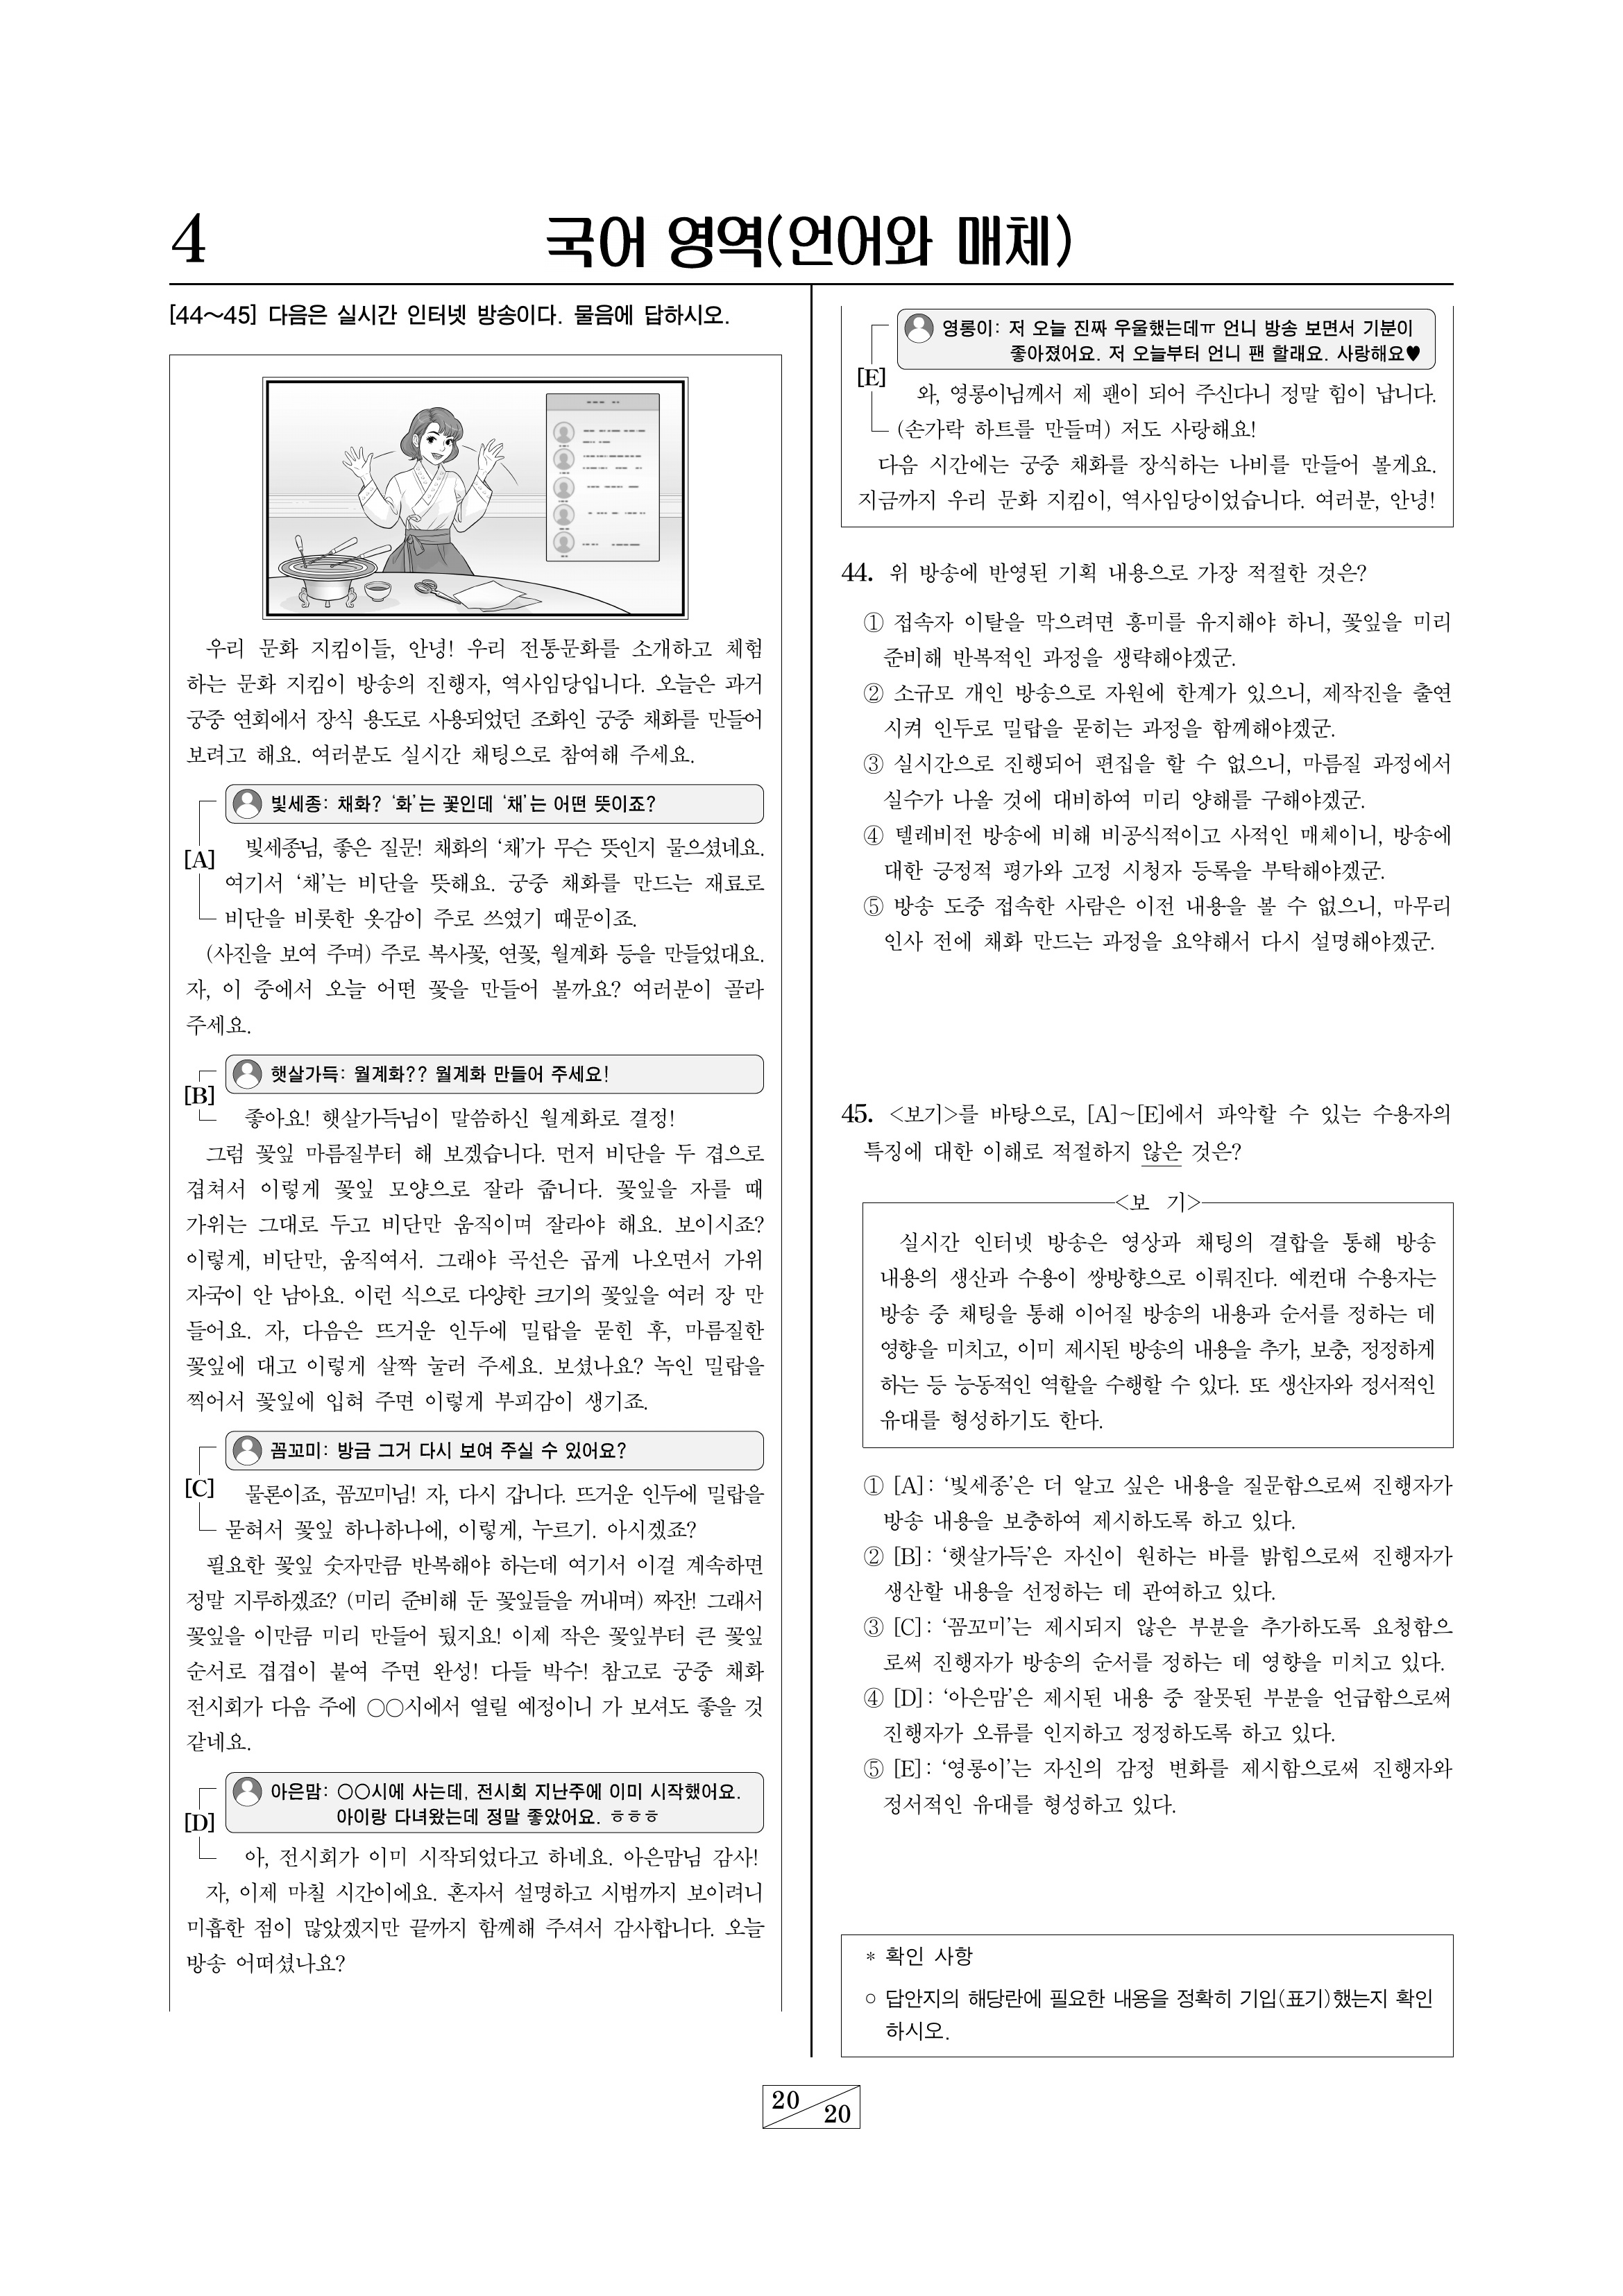 4
국어 영역(언어와 매체)
[44~45] 다음은 실시간 인터넷 방송이다. 물음에 답하시오.
우리 문화 지킴이들, 안녕! 우리 전통문화를 소개하고 체험
하는 문화 지킴이 방송의 진행자, 역사임당입니다. 오늘은 과거
궁중 연회에서 장식 용도로 사용되었던 조화인 궁중 채화를 만들어
보려고 해요. 여러분도 실시간 채팅으로 참여해 주세요.
[A]
빛세종: 채화? ‘화’는 꽃인데 ‘채’는 어떤 뜻이죠?
빛세종님, 좋은 질문! 채화의 ‘채’가 무슨 뜻인지 물으셨네요.
여기서 ‘채’는 비단을 뜻해요. 궁중 채화를 만드는 재료로
비단을 비롯한 옷감이 주로 쓰였기 때문이죠.
(사진을 보여 주며) 주로 복사꽃, 연꽃, 월계화 등을 만들었대요.
자, 이 중에서 오늘 어떤 꽃을 만들어 볼까요? 여러분이 골라
주세요.
[B]
햇살가득: 월계화?? 월계화 만들어 주세요!
좋아요! 햇살가득님이 말씀하신 월계화로 결정!
그럼 꽃잎 마름질부터 해 보겠습니다. 먼저 비단을 두 겹으로
겹쳐서 이렇게 꽃잎 모양으로 잘라 줍니다. 꽃잎을 자를 때
가위는 그대로 두고 비단만 움직이며 잘라야 해요. 보이시죠?
이렇게, 비단만, 움직여서. 그래야 곡선은 곱게 나오면서 가위
자국이 안 남아요. 이런 식으로 다양한 크기의 꽃잎을 여러 장 만
들어요. 자, 다음은 뜨거운 인두에 밀랍을 묻힌 후, 마름질한
꽃잎에 대고 이렇게 살짝 눌러 주세요. 보셨나요? 녹인 밀랍을
찍어서 꽃잎에 입혀 주면 이렇게 부피감이 생기죠.
[C]
꼼꼬미: 방금 그거 다시 보여 주실 수 있어요?
물론이죠, 꼼꼬미님! 자, 다시 갑니다. 뜨거운 인두에 밀랍을
묻혀서 꽃잎 하나하나에, 이렇게, 누르기. 아시겠죠?
필요한 꽃잎 숫자만큼 반복해야 하는데 여기서 이걸 계속하면
정말 지루하겠죠? (미리 준비해 둔 꽃잎들을 꺼내며) 짜잔! 그래서
꽃잎을 이만큼 미리 만들어 뒀지요! 이제 작은 꽃잎부터 큰 꽃잎
순서로 겹겹이 붙여 주면 완성! 다들 박수! 참고로 궁중 채화
전시회가 다음 주에 ○○시에서 열릴 예정이니 가 보셔도 좋을 것
같네요.
[D]
아은맘: ○○시에 사는데, 전시회 지난주에 이미 시작했어요.
아이랑 다녀왔는데 정말 좋았어요. ㅎㅎㅎ
아, 전시회가 이미 시작되었다고 하네요. 아은맘님 감사!
자, 이제 마칠 시간이에요. 혼자서 설명하고 시범까지 보이려니
미흡한 점이 많았겠지만 끝까지 함께해 주셔서 감사합니다. 오늘
방송 어떠셨나요?
[E]
영롱이: 저 오늘 진짜 우울했는데ㅠ 언니 방송 보면서 기분이
좋아졌어요. 저 오늘부터 언니 팬 할래요. 사랑해요♥
와, 영롱이님께서 제 팬이 되어 주신다니 정말 힘이 납니다.
(손가락 하트를 만들며) 저도 사랑해요!
다음 시간에는 궁중 채화를 장식하는 나비를 만들어 볼게요.
지금까지 우리 문화 지킴이, 역사임당이었습니다. 여러분, 안녕!
44. 위 방송에 반영된 기획 내용으로 가장 적절한 것은?
① 접속자 이탈을 막으려면 흥미를 유지해야 하니, 꽃잎을 미리
준비해 반복적인 과정을 생략해야겠군.
② 소규모 개인 방송으로 자원에 한계가 있으니, 제작진을 출연
시켜 인두로 밀랍을 묻히는 과정을 함께해야겠군.
③ 실시간으로 진행되어 편집을 할 수 없으니, 마름질 과정에서
실수가 나올 것에 대비하여 미리 양해를 구해야겠군.
④ 텔레비전 방송에 비해 비공식적이고 사적인 매체이니, 방송에
대한 긍정적 평가와 고정 시청자 등록을 부탁해야겠군.
⑤ 방송 도중 접속한 사람은 이전 내용을 볼 수 없으니, 마무리
인사 전에 채화 만드는 과정을 요약해서 다시 설명해야겠군.
45. <보기>를 바탕으로, [A]~[E]에서 파악할 수 있는 수용자의
특징에 대한 이해로 적절하지 않은 것은?
<보 기>
실시간 인터넷 방송은 영상과 채팅의 결합을 통해 방송
내용의 생산과 수용이 쌍방향으로 이뤄진다. 예컨대 수용자는
방송 중 채팅을 통해 이어질 방송의 내용과 순서를 정하는 데
영향을 미치고, 이미 제시된 방송의 내용을 추가, 보충, 정정하게
하는 등 능동적인 역할을 수행할 수 있다. 또 생산자와 정서적인
유대를 형성하기도 한다.
① [A]: ‘빛세종’은 더 알고 싶은 내용을 질문함으로써 진행자가
방송 내용을 보충하여 제시하도록 하고 있다.
② [B]: ‘햇살가득’은 자신이 원하는 바를 밝힘으로써 진행자가
생산할 내용을 선정하는 데 관여하고 있다.
③ [C]: ‘꼼꼬미’는 제시되지 않은 부분을 추가하도록 요청함으
로써 진행자가 방송의 순서를 정하는 데 영향을 미치고 있다.
④ [D]: ‘아은맘’은 제시된 내용 중 잘못된 부분을 언급함으로써
진행자가 오류를 인지하고 정정하도록 하고 있다.
⑤ [E]: ‘영롱이’는 자신의 감정 변화를 제시함으로써 진행자와
정서적인 유대를 형성하고 있다.
* 확인 사항
○ 답안지의 해당란에 필요한 내용을 정확히 기입(표기)했는지 확인
하시오.
20
20